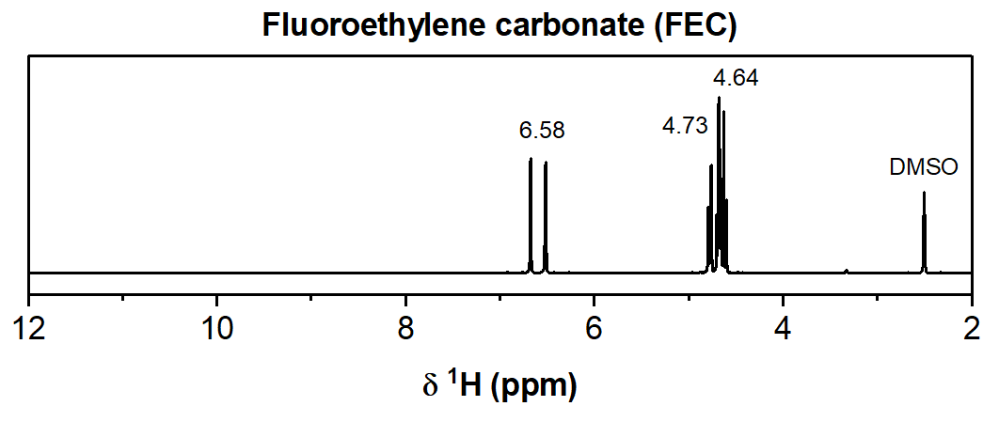 Fluoroethylene carbonate (FEC)
4.64
4.73
6.58
DMSO
12 10 8 6 4 2
δ ¹H (ppm)